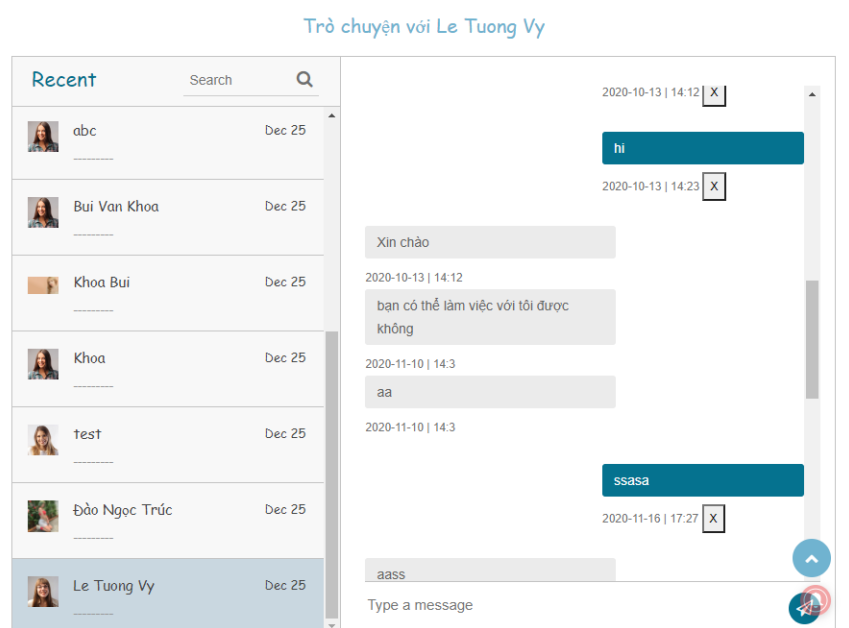 Trò chuyện với Le Tuong Vy
Recent
Search
abc
Dec 25
---------
Bui Van Khoa
Dec 25
---------
Khoa Bui
Dec 25
---------
Khoa
Dec 25
---------
test
Dec 25
---------
Đào Ngọc Trúc
Dec 25
---------
Le Tuong Vy
Dec 25
---------
2020-10-13 | 14:12 X
hi
2020-10-13 | 14:23 X
Xin chào
2020-10-13 | 14:12
bạn có thể làm việc với tôi được
không
2020-11-10 | 14:3
aa
2020-11-10 | 14:3
ssasa
2020-11-16 | 17:27 X
aass
Type a message